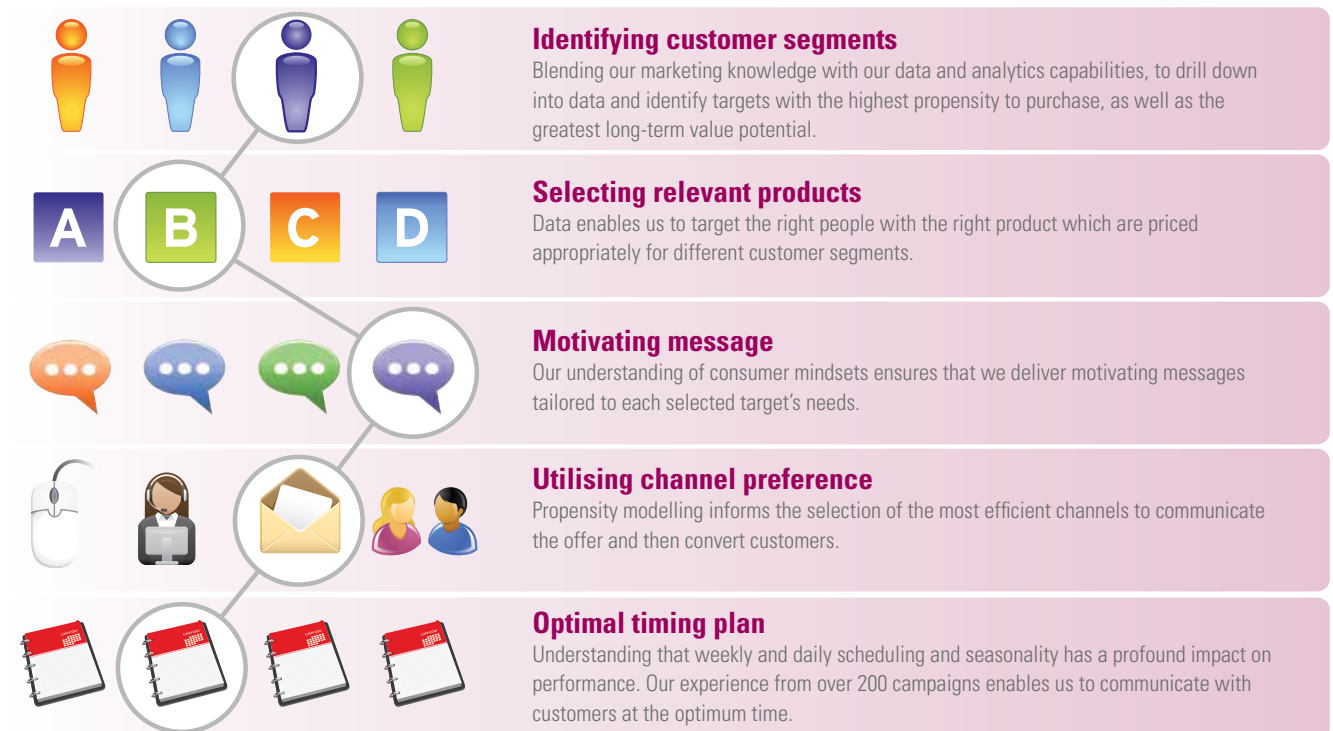 Identifying customer segments
Blending our marketing knowledge with our data and analytics capabilities, to drill down
into data and identify targets with the highest propensity to purchase, as well as the
greatest long-term value potential.
A B C D
Selecting relevant products
Data enables us to target the right people with the right product which are priced
appropriately for different customer segments.
Motivating message
Our understanding of consumer mindsets ensures that we deliver motivating messages
tailored to each selected target's needs.
Utilising channel preference
Propensity modelling informs the selection of the most efficient channels to communicate
the offer and then convert customers.
calendar calendar calendar calendar
Optimal timing plan
Understanding that weekly and daily scheduling and seasonality has a profound impact on
performance. Our experience from over 200 campaigns enables us to communicate with
customers at the optimum time.